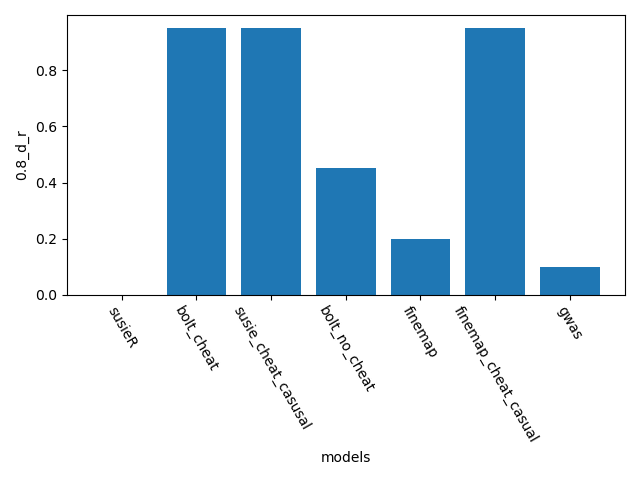 0.8_d_r
0.8
0.6
0.4
0.2
0.0
susieR
bolt_cheat
susie_cheat_casusal
bolt_no_cheat
finemap
finemap_cheat_casual
gwas
models